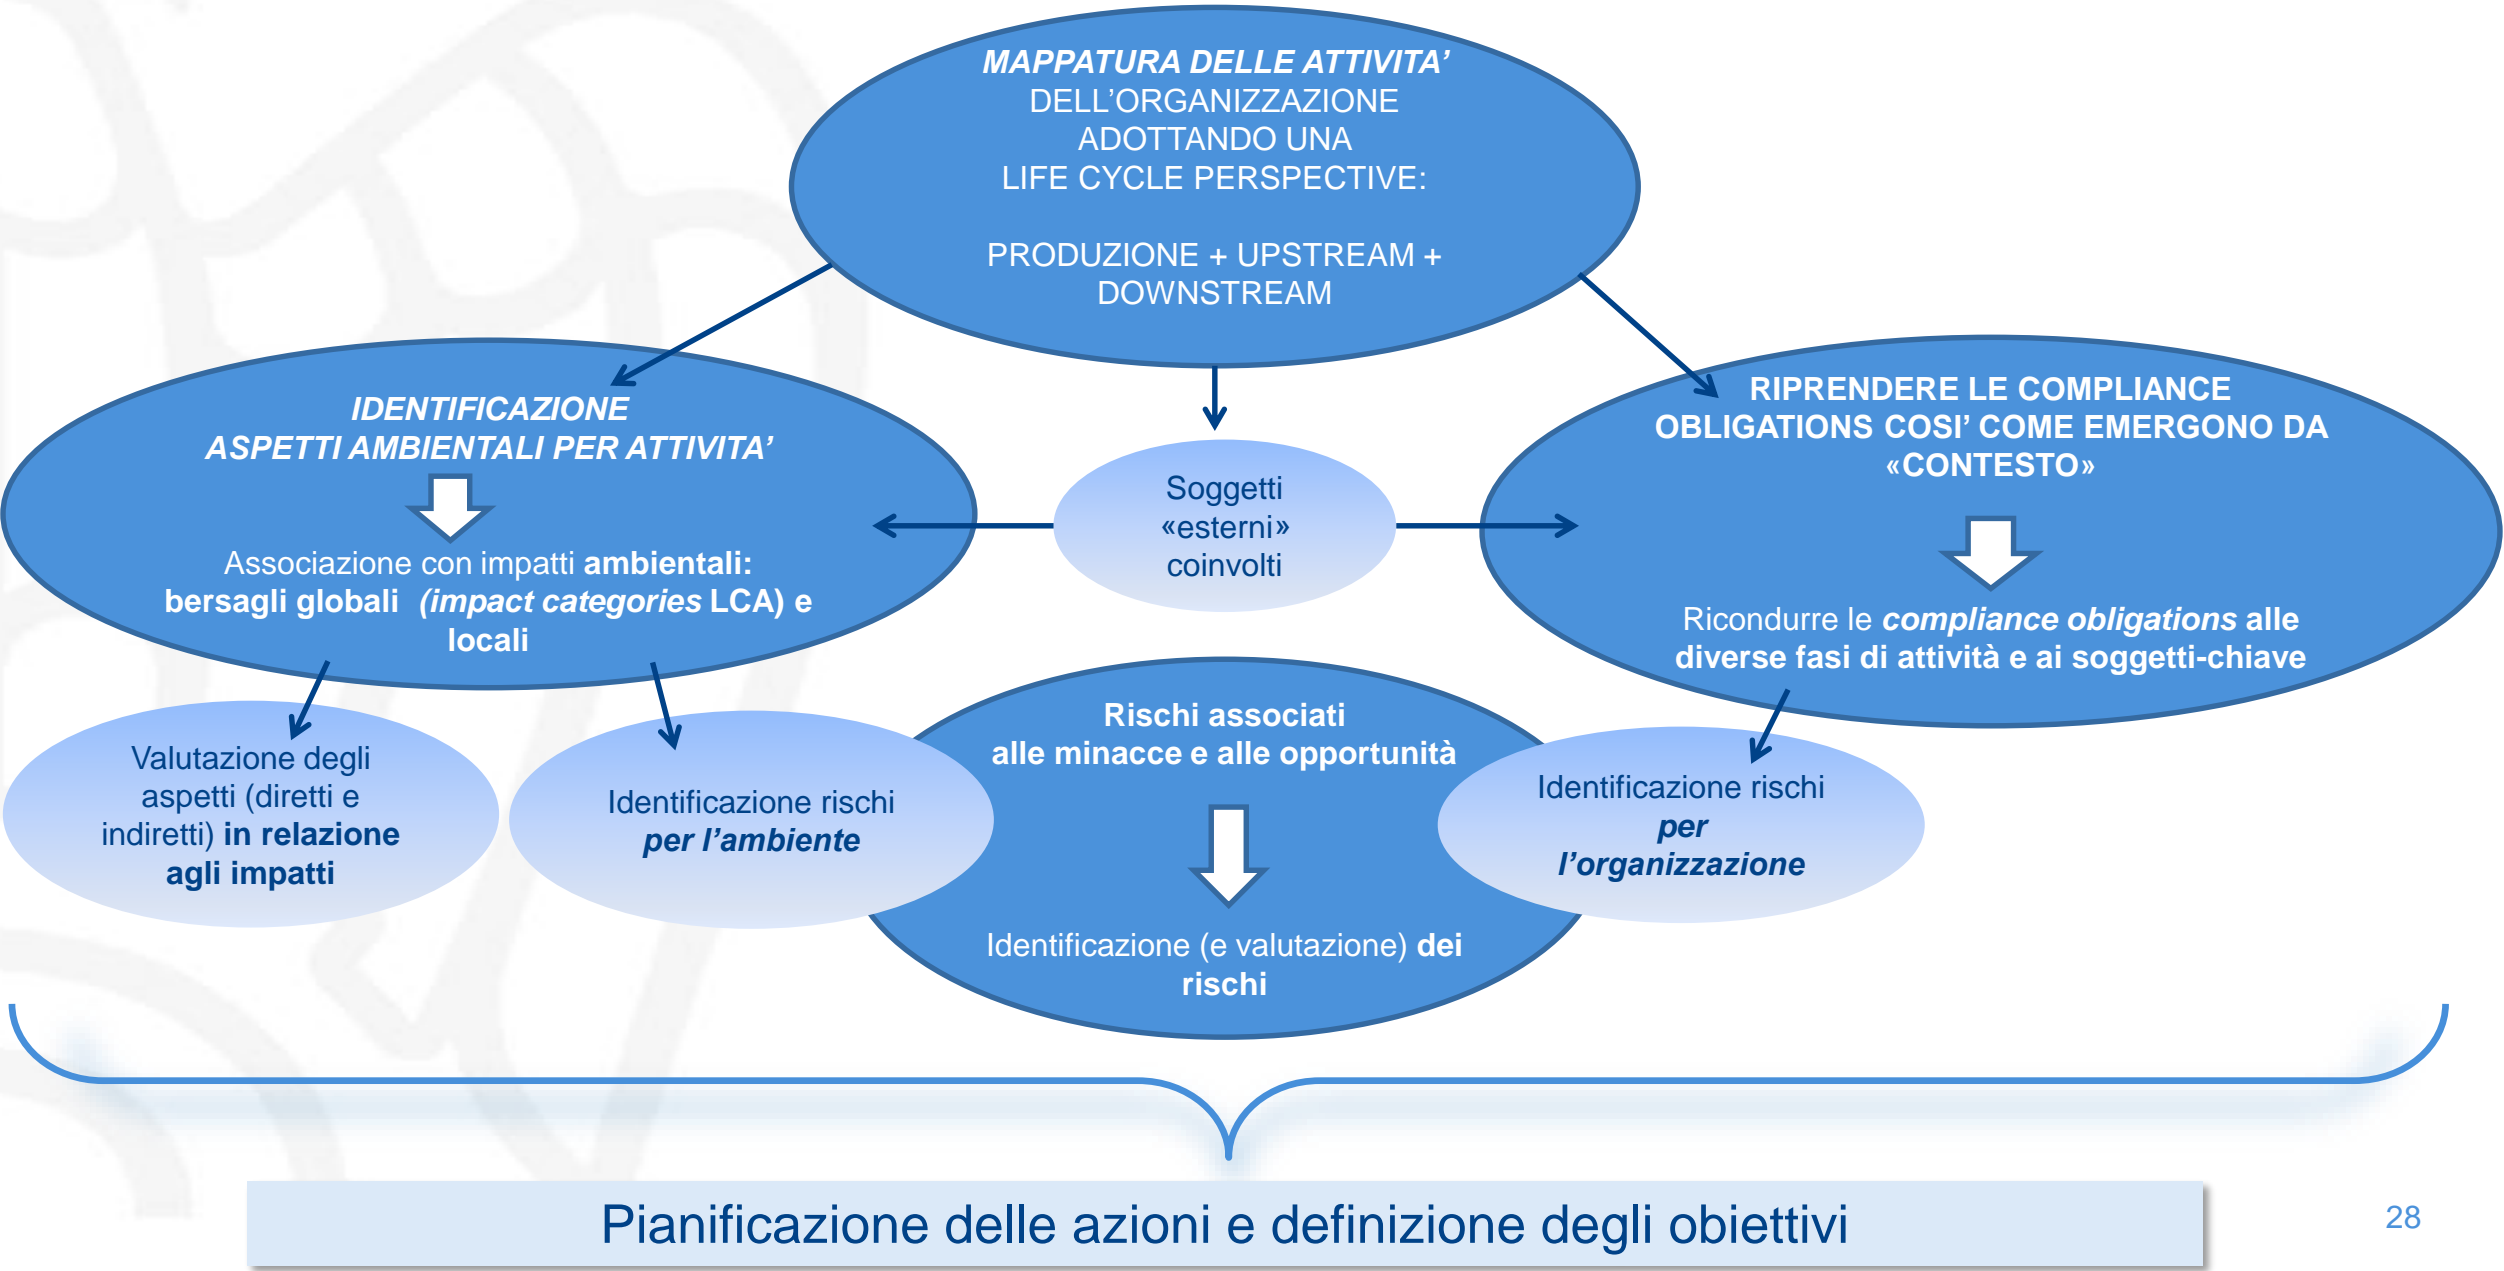 MAPPATURA DELLE ATTIVITA’
DELL’ORGANIZZAZIONE
ADOTTANDO UNA
LIFE CYCLE PERSPECTIVE:
PRODUZIONE + UPSTREAM +
DOWNSTREAM
IDENTIFICAZIONE
ASPETTI AMBIENTALI PER ATTIVITA’
Associazione con impatti ambientali:
bersagli globali (impact categories LCA) e
locali
Soggetti
«esterni»
coinvolti
RIPRENDERE LE COMPLIANCE
OBLIGATIONS COSI’ COME EMERGONO DA
«CONTESTO»
Ricondurre le compliance obligations alle
diverse fasi di attività e ai soggetti-chiave
Valutazione degli
aspetti (diretti e
indiretti) in relazione
agli impatti
Identificazione rischi
per l’ambiente
Rischi associati
alle minacce e alle opportunità
Identificazione (e valutazione) dei
rischi
Identificazione rischi
per
l’organizzazione
Pianificazione delle azioni e definizione degli obiettivi
28